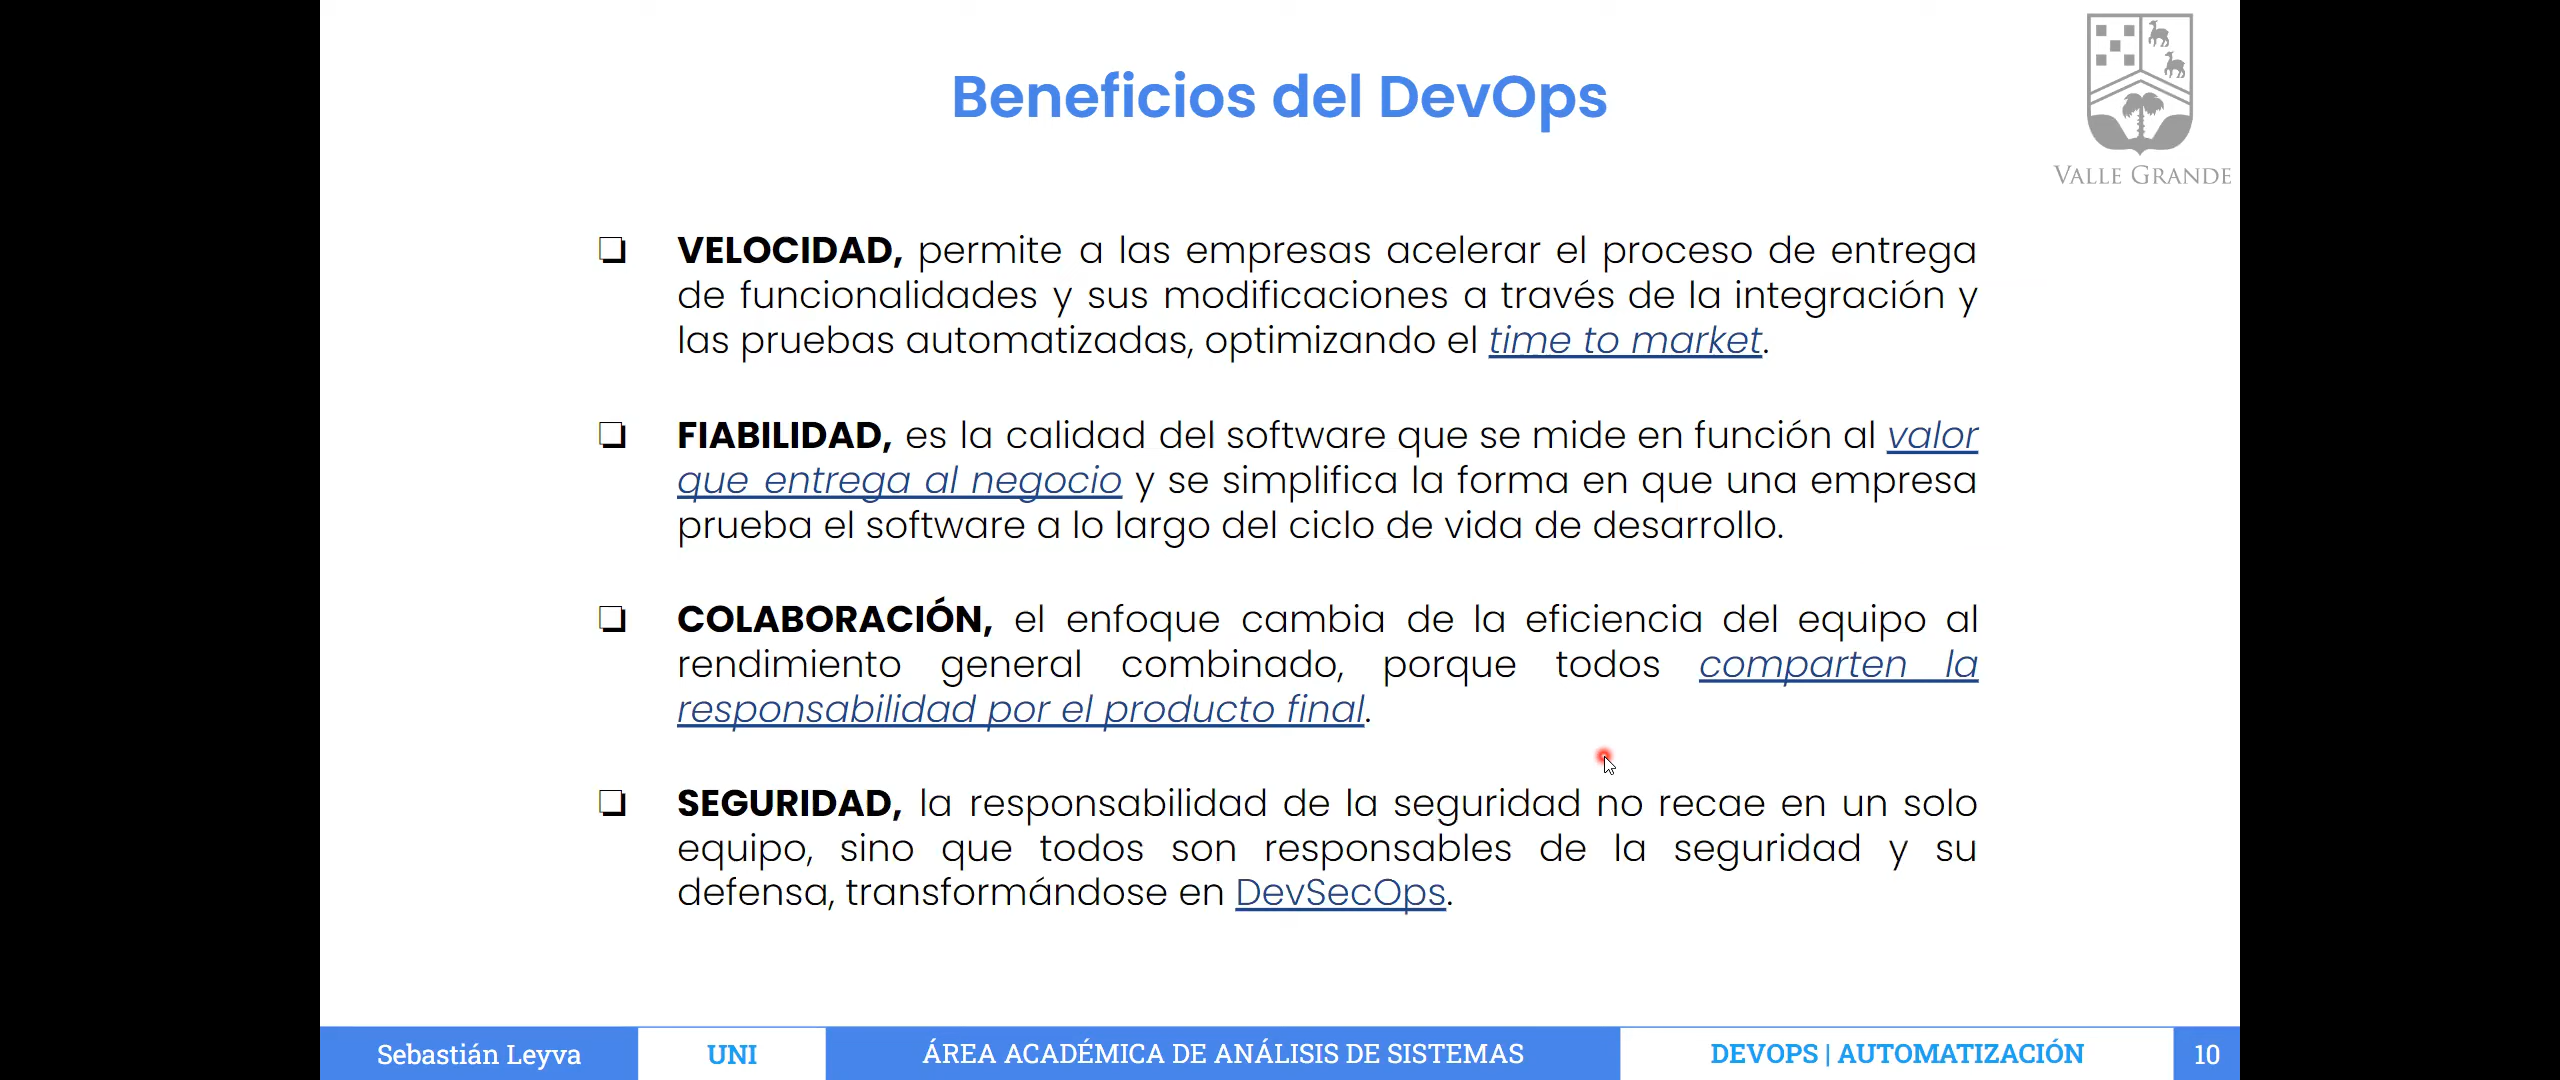 Beneficios del DevOps
VALLE GRANDE
❏ VELOCIDAD, permite a las empresas acelerar el proceso de entrega
de funcionalidades y sus modificaciones a través de la integración y
las pruebas automatizadas, optimizando el time to market.
❏ FIABILIDAD, es la calidad del software que se mide en función al valor
que entrega al negocio y se simplifica la forma en que una empresa
prueba el software a lo largo del ciclo de vida de desarrollo.
❏ COLABORACIÓN, el enfoque cambia de la eficiencia del equipo al
rendimiento general combinado, porque todos comparten la
responsabilidad por el producto final.
❏ SEGURIDAD, la responsabilidad de la seguridad no recae en un solo
equipo, sino que todos son responsables de la seguridad y su
defensa, transformándose en DevSecOps.
Sebastián Leyva UNI ÁREA ACADÉMICA DE ANÁLISIS DE SISTEMAS DEVOPS | AUTOMATIZACIÓN 10